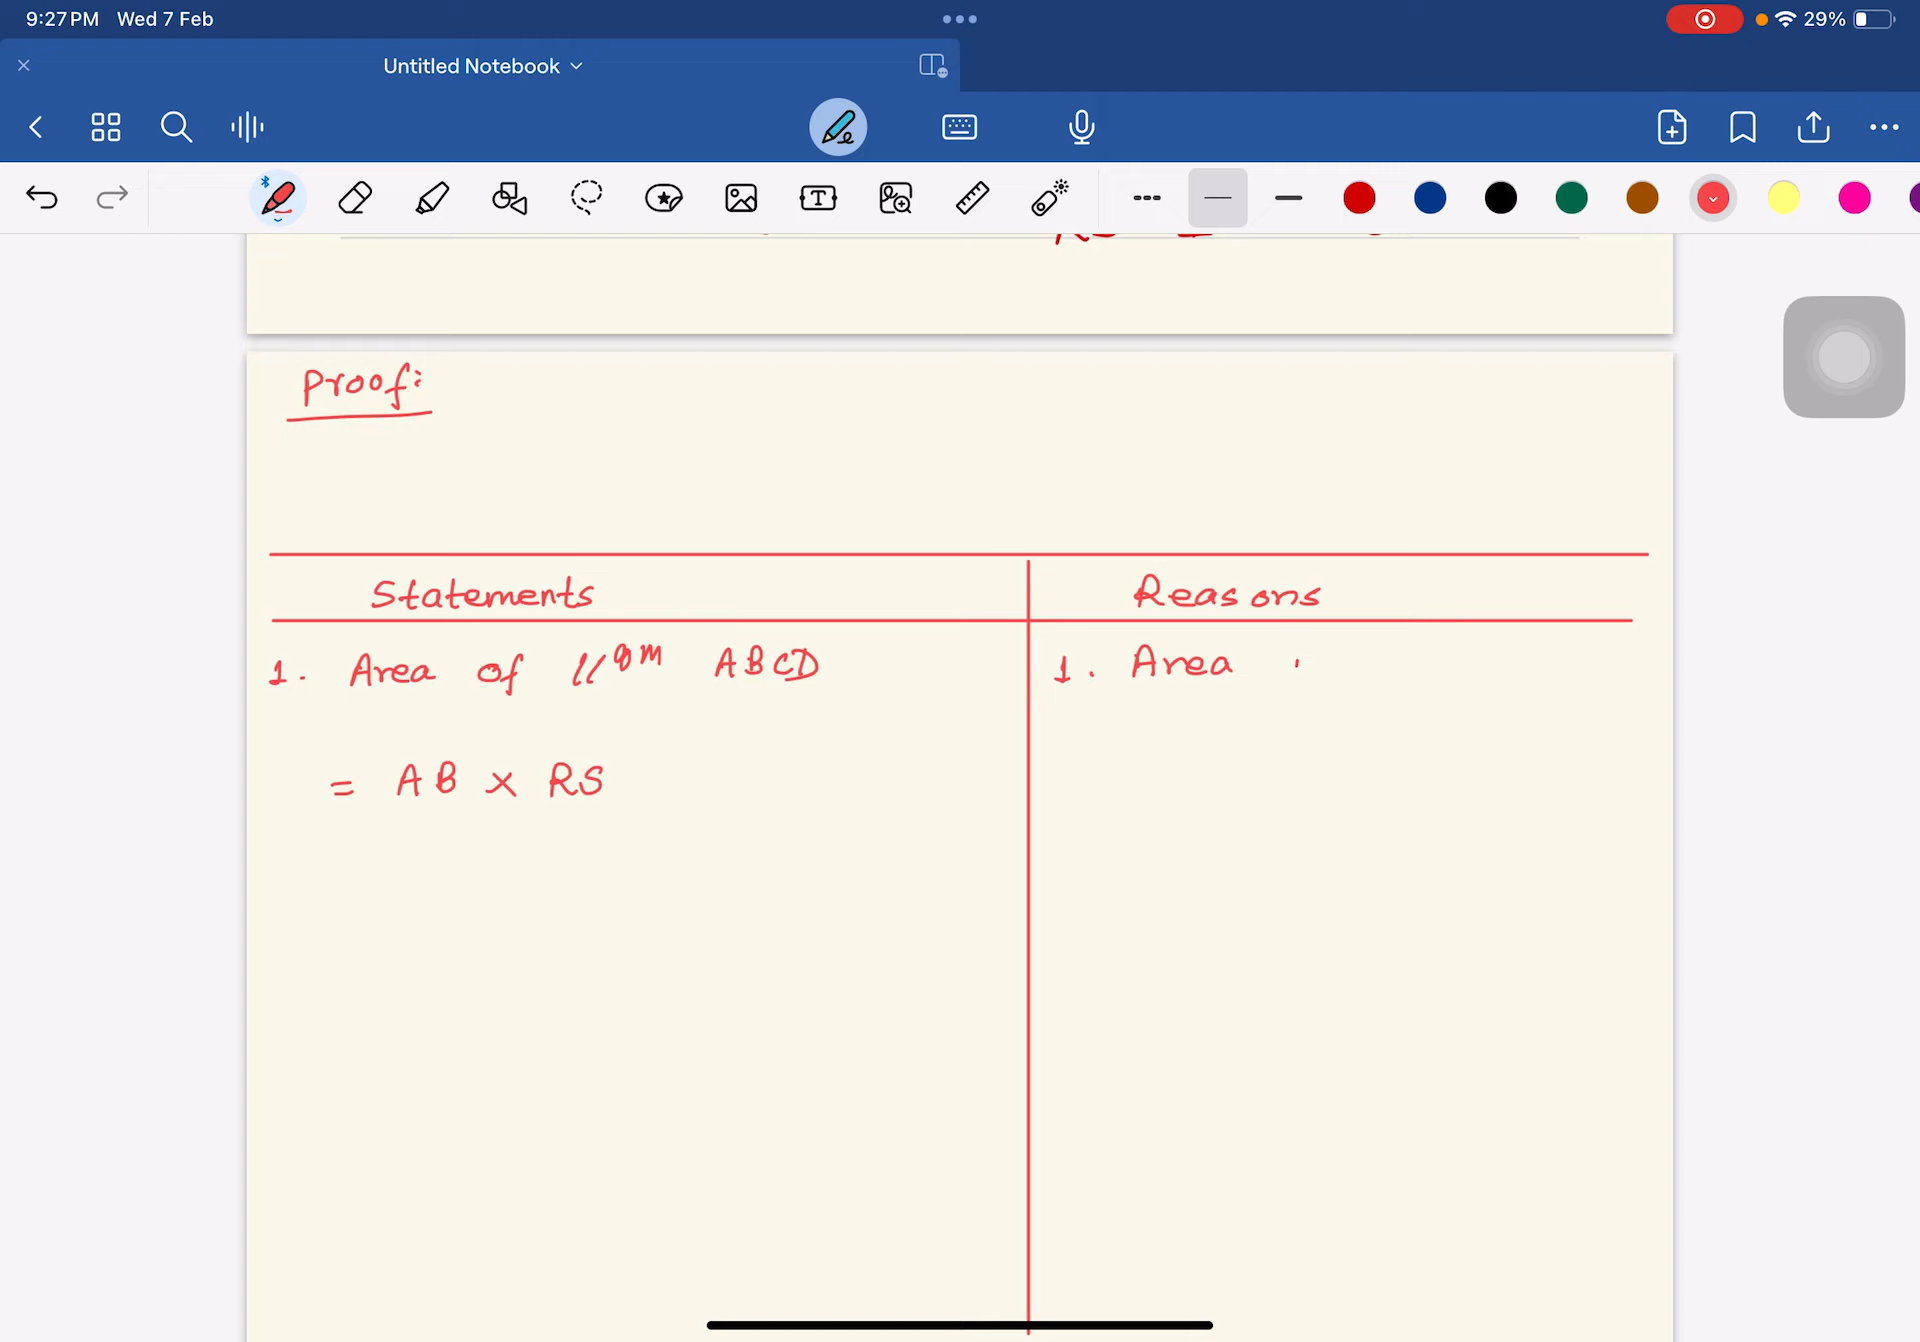 9:27 PM Wed 7 Feb
29%
Untitled Notebook
Proof:
Statements
Reasons
1. Area of //gm ABCD
1. Area
= AB × RS